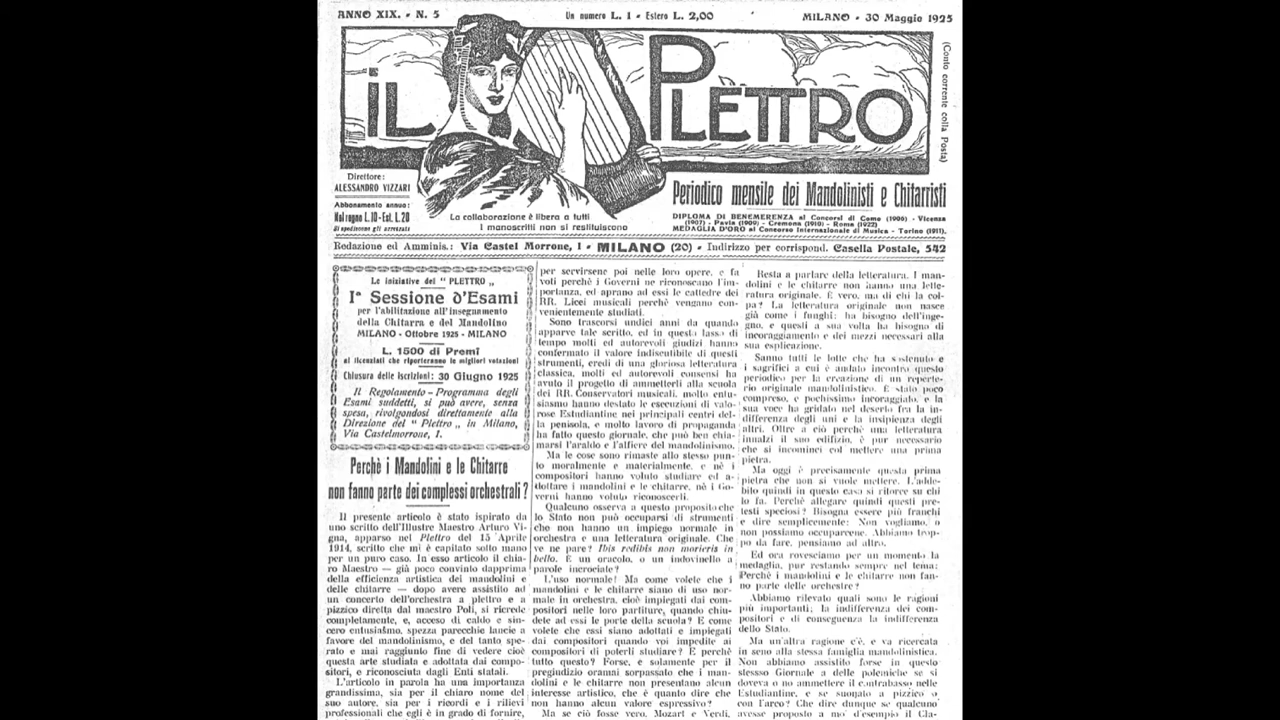 ANNO XIX. - N. 5
Un numero L. 1 - Estero L. 2,00
MILANO - 30 Maggio 1925
(Conto corrente colla Posta)
IL PLETTRO
Direttore:
ALESSANDRO VIZZARI
Abbonamento annuo:
Nel regno L. 10 - Est. L. 20
La collaborazione è libera a tutti
I manoscritti non si restituiscono
Periodico mensile dei Mandolinisti e Chitarristi
DIPLOMA DI BENEMERENZA ai Concorsi di Como (1906) - Vicenza
(1907) - Pavia (1909) - Cremona (1910) - Roma (1922)
MEDAGLIA D'ORO al Concorso Internazionale di Musica - Torino (1911).
Redazione ed Amminis.: Via Castel Morrone, 1 - MILANO (20) - Indirizzo per corrispond. Casella Postale, 542
Le iniziative del " PLETTRO „
Iª Sessione d'Esami
per l'abilitazione all'insegnamento
della Chitarra e del Mandolino
MILANO - Ottobre 1925 - MILANO
L. 1500 di Premî
ai licenziati che riporteranno le migliori votazioni
Chiusura delle iscrizioni: 30 Giugno 1925
Il Regolamento - Programma degli
Esami suddetti, si può avere, senza
spesa, rivolgendosi direttamente alla
Direzione del " Plettro „ in Milano,
Via Castelmorrone, 1.
Perchè i Mandolini e le Chitarre
non fanno parte dei complessi orchestrali ?
Il presente articolo è stato ispirato da
uno scritto dell'Illustre Maestro Arturo Vi-
gna, apparso nel Plettro del 15 Aprile
1914, scritto che mi è capitato sotto mano
per un puro caso. In esso articolo il chia-
ro Maestro — già poco convinto dapprima
della efficienza artistica del mandolini e
delle chitarre — dopo avere assistito ad
un concerto dell'orchestra a plettro e a
pizzico diretta dal maestro Poli, si ricrede
completamente, e, acceso di caldo e sin-
cero entusiasmo, spezza parecchie lancie a
favore del mandolinismo, e del tanto spe-
rato e mai raggiunto fine di vedere cioè
questa arte studiata e adottata dai compo-
sitori, e riconosciuta dagli Enti statali.
L'articolo in parola ha una importanza
grandissima, sia per il chiaro nome del
suo autore, sia per i ricordi e i rilievi
professionali che egli è in grado di fornire,
per servirsene poi nelle loro opere, e fa
voti perchè i Governi ne riconoscano l'im-
portanza, ed aprano ad essi le cattedre dei
RR. Licei musicali perchè vengano con-
venientemente studiati.
Sono trascorsi undici anni da quando
apparve tale scritto, ed in questo lasso di
tempo molti ed autorevoli giudizi hanno
confermato il valore indiscutibile di questi
strumenti, eredi di una gloriosa letteratura
classica, molti ed autorevoli consensi ha
avuto il progello di ammetterli alla scuola
dei RR. Conservatori musicali, molto entu-
siasmo hanno destato le esecuzioni di valo-
rose Estudiantine nei principali centri del-
la penisola, e molto lavoro di propaganda
ha fatto questo giornale, che può ben chia-
marsi l'araldo e l'alfiere del mandolinismo.
Ma le cose sono rimaste allo stesso pun-
to moralmente e materialmente, e nè i
compositori hanno voluto studiare ed a-
dottare i mandolini e le chitarre, nè i Go-
verni hanno voluto riconoscerli.
Qualcuno osserva a questo proposito che
lo Stato non può occuparsi di strumenti
che non hanno un impiego normale in
orchestra e una letteratura originale. Che
ve ne pare? Ibis redibis non morieris in
bello. È un oracolo, o un indovinello a
parole incrociate?
L'uso normale! Ma come volete che i
mandolini e le chitarre siano di uso nor-
male in orchestra, cioè impiegati dai com-
positori nelle loro partiture, quando chiu-
dete ad essi le porte della scuola? E come
volete che essi siano adottati e impiegati
dai compositori quando voi impedite ai
compositori di poterli studiare? E perchè
tutto questo? Forse, e solamente per il
pregiudizio oramai sorpassato che i man-
dolini e le chitarre non presentano alcun
interesse artistico, che è quanto dire che
non hanno alcun valore espressivo?
Ma se ciò fosse vero, Mozart e Verdi,
Resta a parlare della letteratura. I man-
dolini e le chitarre non hanno una lette-
ratura originale. È vero, ma di chi la col-
pa? La letteratura originale non nasce
già come i funghi: ha bisogno dell'inge-
gno, e questi a sua volta ha bisogno di
incoraggiamento e dei mezzi necessari alla
sua esplicazione.
Sanno tutti le lotte che ha sostenuto e
i sagrifici a cui è andato incontro questo
periodico per la creazione di un reperto-
rio originale mandolinistico. È stato poco
compreso, e pochissimo incoraggiato, e la
sua voce ha gridato nel deserto fra la in-
differenza degli uni e la insipienza degli
altri. Oltre a ciò perchè una letteratura
innalzi il suo edifizio, è pur necessario
che si incominci col mettere una prima
pietra.
Ma oggi è precisamente questa prima
pietra che non si vuole mettere. L'adde-
bito quindi in questo caso si ritorce su chi
lo fa. Perchè allegare quindi questi pre-
testi speciosi? Bisogna essere più franchi
e dire semplicemente: Non vogliamo, o
non possiamo occuparcene. Abbiamo trop-
po da fare, pensiamo ad altro.
Ed ora rovesciamo per un momento la
medaglia, pur restando sempre nel tema:
Perchè i mandolini e le chitarre non fan-
no parte delle orchestre?
Abbiamo rilevato quali sono le ragioni
più importanti: la indifferenza dei com-
positori e di conseguenza la indifferenza
dello Stato.
Ma un'altra ragione c'è, e va ricercata
in seno alla stessa famiglia mandolinistica.
Non abbiamo assistito forse in questo
stessso Giornale a delle polemiche se si
doveva o no ammettere il contrabasso nelle
Estudiantine, e se suonato a pizzico o
con l'arco? Che dire dunque se qualcuno
avesse proposto a mo' d'esempio il Cla-